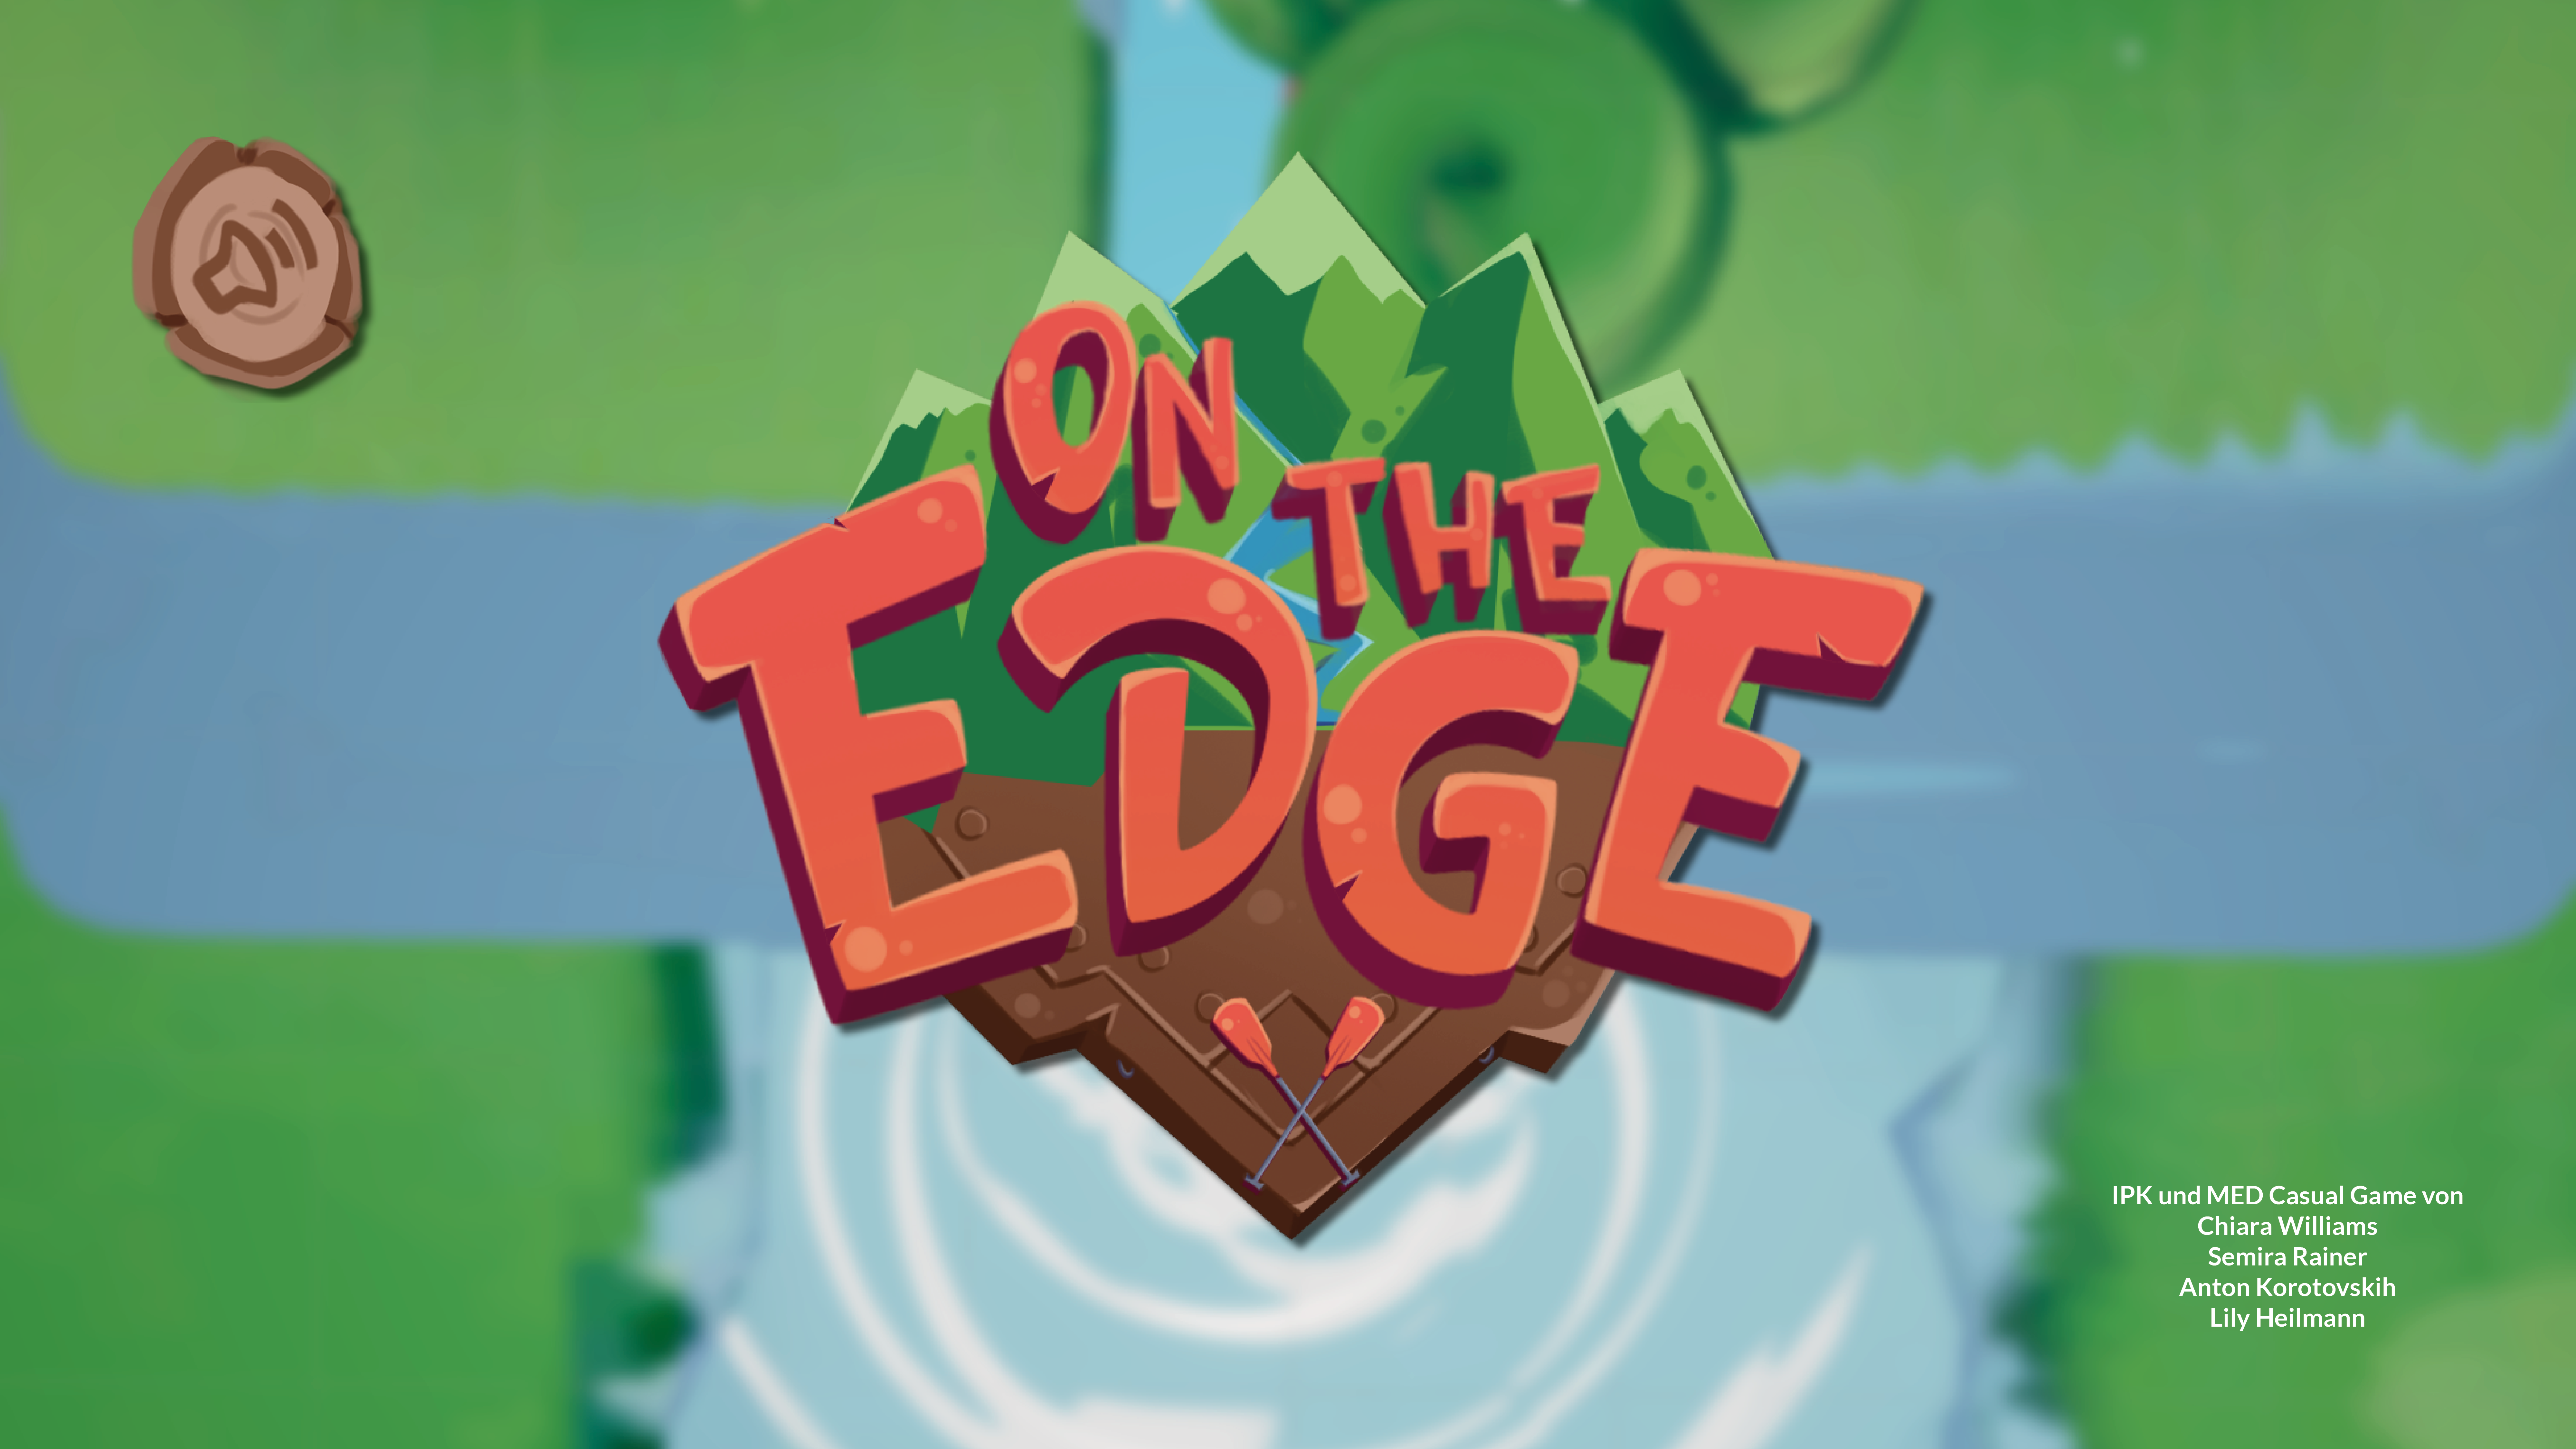 ON
THE
EDGE
IPK und MED Casual Game von
Chiara Williams
Semira Rainer
Anton Korotovskih
Lily Heilmann